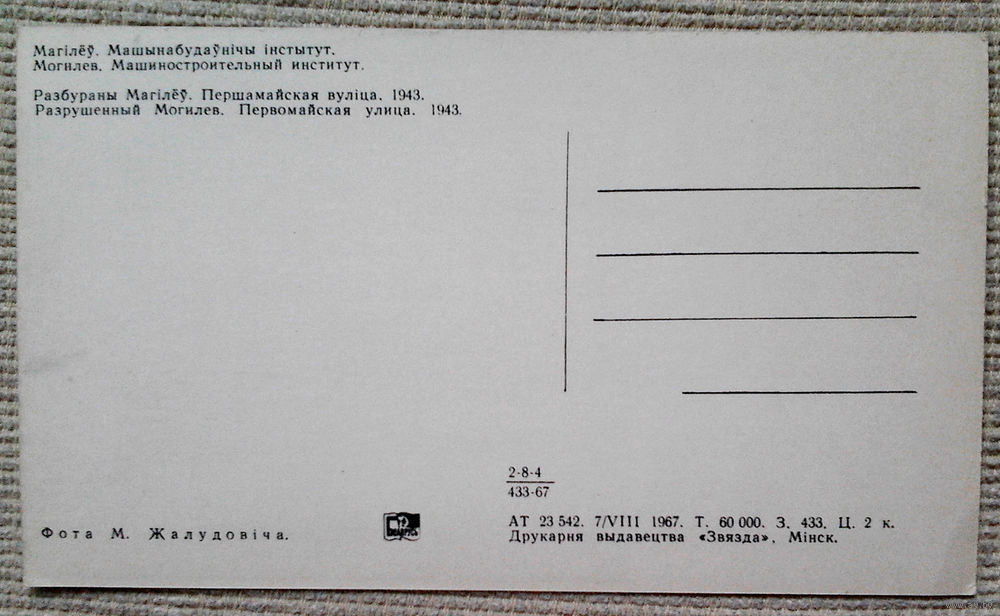 Магілёў. Машынабудаўнічы інстытут.
Могилев. Машиностроительный институт.
Разбураны Магілёў. Першамайская вуліца. 1943.
Разрушенный Могилев. Первомайская улица. 1943.
2-8-4
433-67
АТ 23 542. 7/VIII 1967. Т. 60 000. З. 433. Ц. 2 к.
Друкарня выдавецтва «Звязда», Мінск.
Фота М. Жалудовіча.